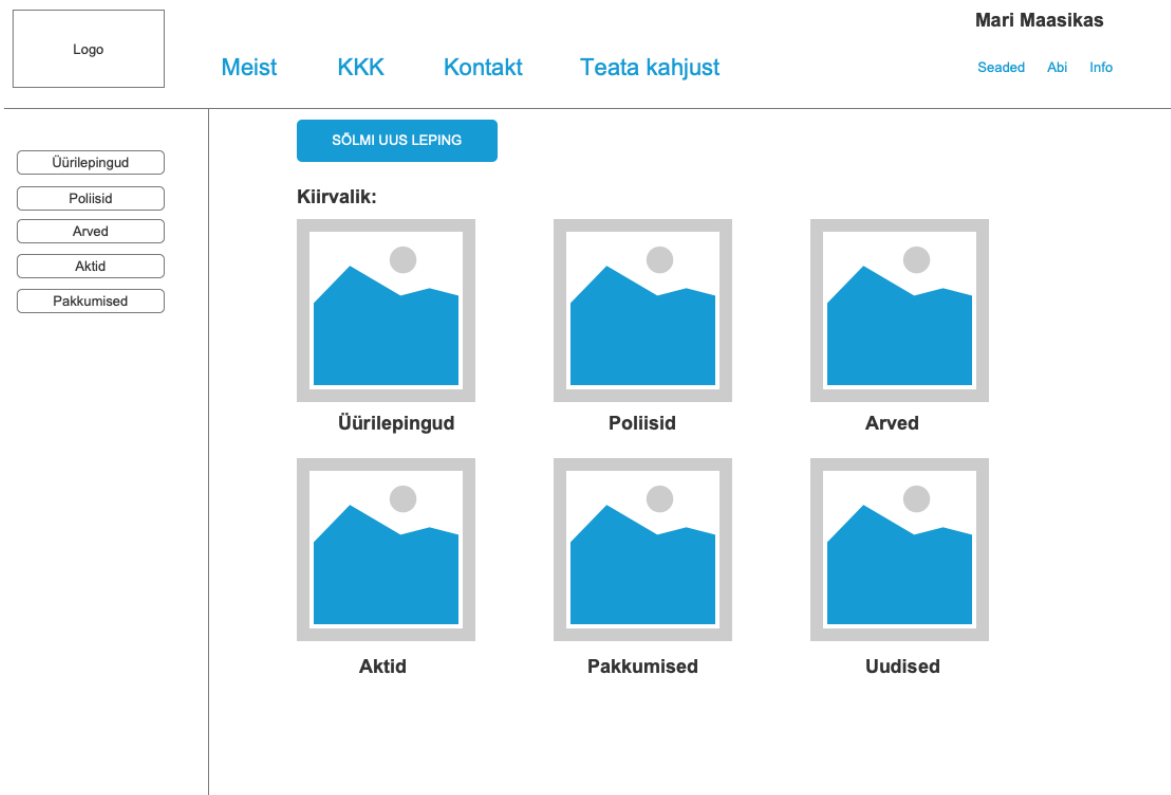 Logo
Meist KKK Kontakt Teata kahjust
Mari Maasikas
Seaded Abi Info
Üürilepingud
Poliisid
Arved
Aktid
Pakkumised
SÕLMI UUS LEPING
Kiirvalik:
Üürilepingud Poliisid Arved
Aktid Pakkumised Uudised